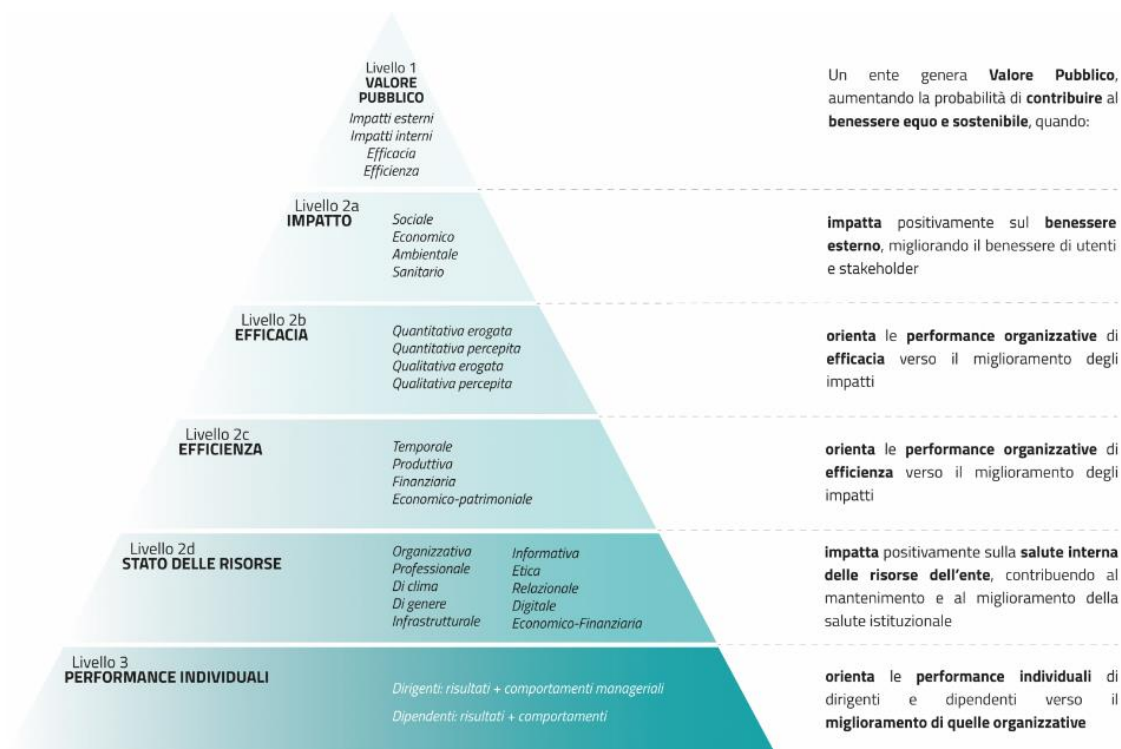 Livello 1
VALORE
PUBBLICO
Impatti esterni
Impatti interni
Efficacia
Efficienza
Un ente genera Valore Pubblico,
aumentando la probabilità di contribuire al
benessere equo e sostenibile, quando:
Livello 2a
IMPATTO
Sociale
Economico
Ambientale
Sanitario
impatta positivamente sul benessere
esterno, migliorando il benessere di utenti
e stakeholder
Livello 2b
EFFICACIA
Quantitativa erogata
Quantitativa percepita
Qualitativa erogata
Qualitativa percepita
orienta le performance organizzative di
efficacia verso il miglioramento degli
impatti
Livello 2c
EFFICIENZA
Temporale
Produttiva
Finanziaria
Economico-patrimoniale
orienta le performance organizzative di
efficienza verso il miglioramento degli
impatti
Livello 2d
STATO DELLE RISORSE
Organizzativa
Professionale
Di clima
Di genere
Infrastrutturale
Informativa
Etica
Relazionale
Digitale
Economico-Finanziaria
impatta positivamente sulla salute interna
delle risorse dell'ente, contribuendo al
mantenimento e al miglioramento della
salute istituzionale
Livello 3
PERFORMANCE INDIVIDUALI
Dirigenti: risultati + comportamenti manageriali
Dipendenti: risultati + comportamenti
orienta le performance individuali di
dirigenti e dipendenti verso il
miglioramento di quelle organizzative